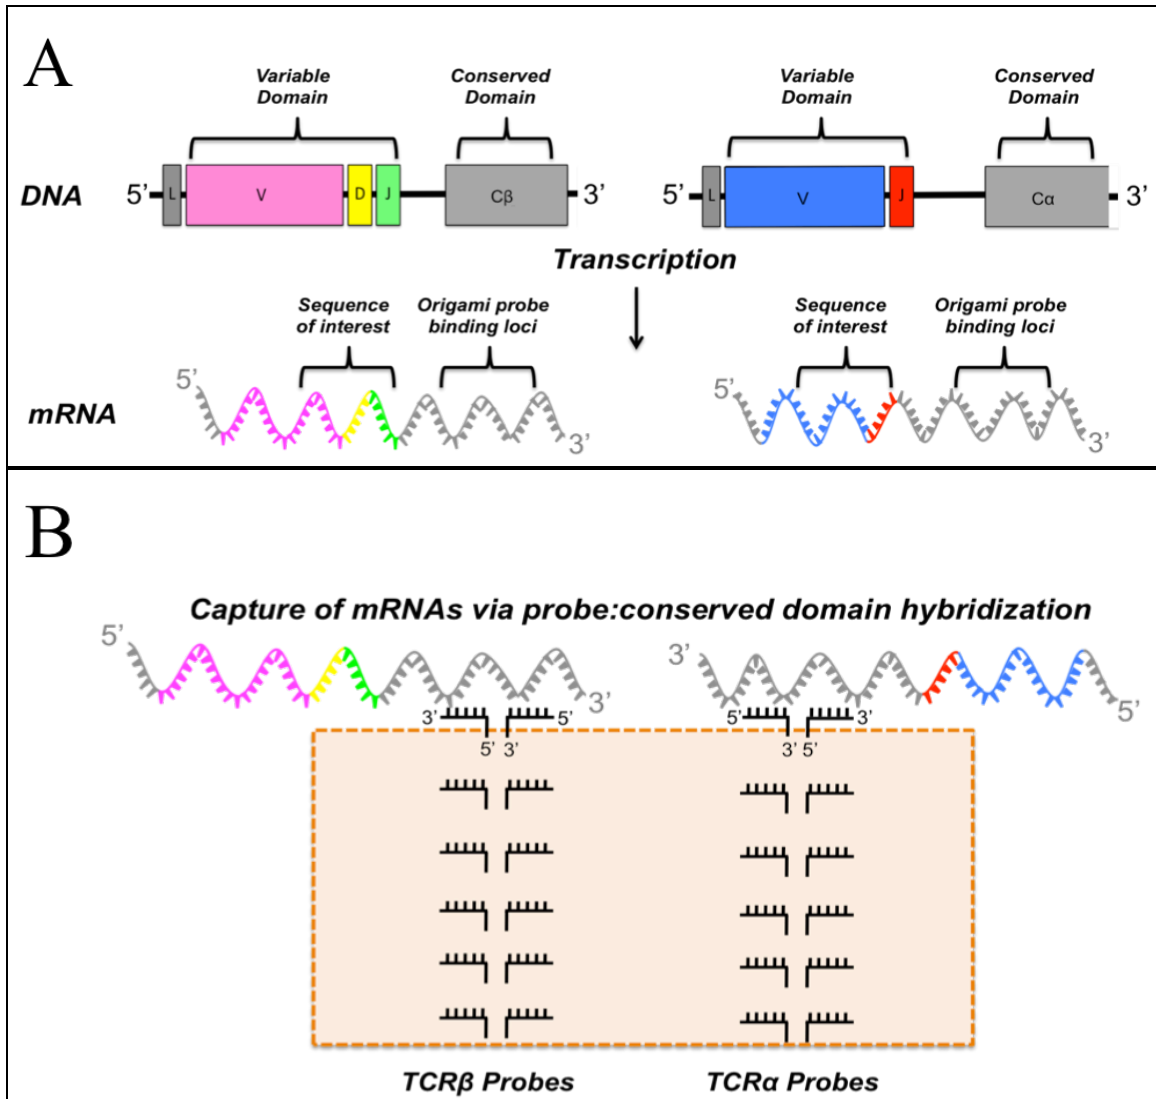 A
Variable
Domain
Conserved
Domain
Variable
Domain
Conserved
Domain
DNA
5’
L
V
D
J
Cβ
3’
5’
L
V
J
Cα
3’
Transcription
Sequence
of interest
Origami probe
binding loci
Sequence
of interest
Origami probe
binding loci
mRNA
5’
3’
5’
3’
B
Capture of mRNAs via probe:conserved domain hybridization
5’
3’
3’
5’
3’
5’
5’
3’
5’ 3’
3’ 5’
TCRβ Probes
TCRα Probes